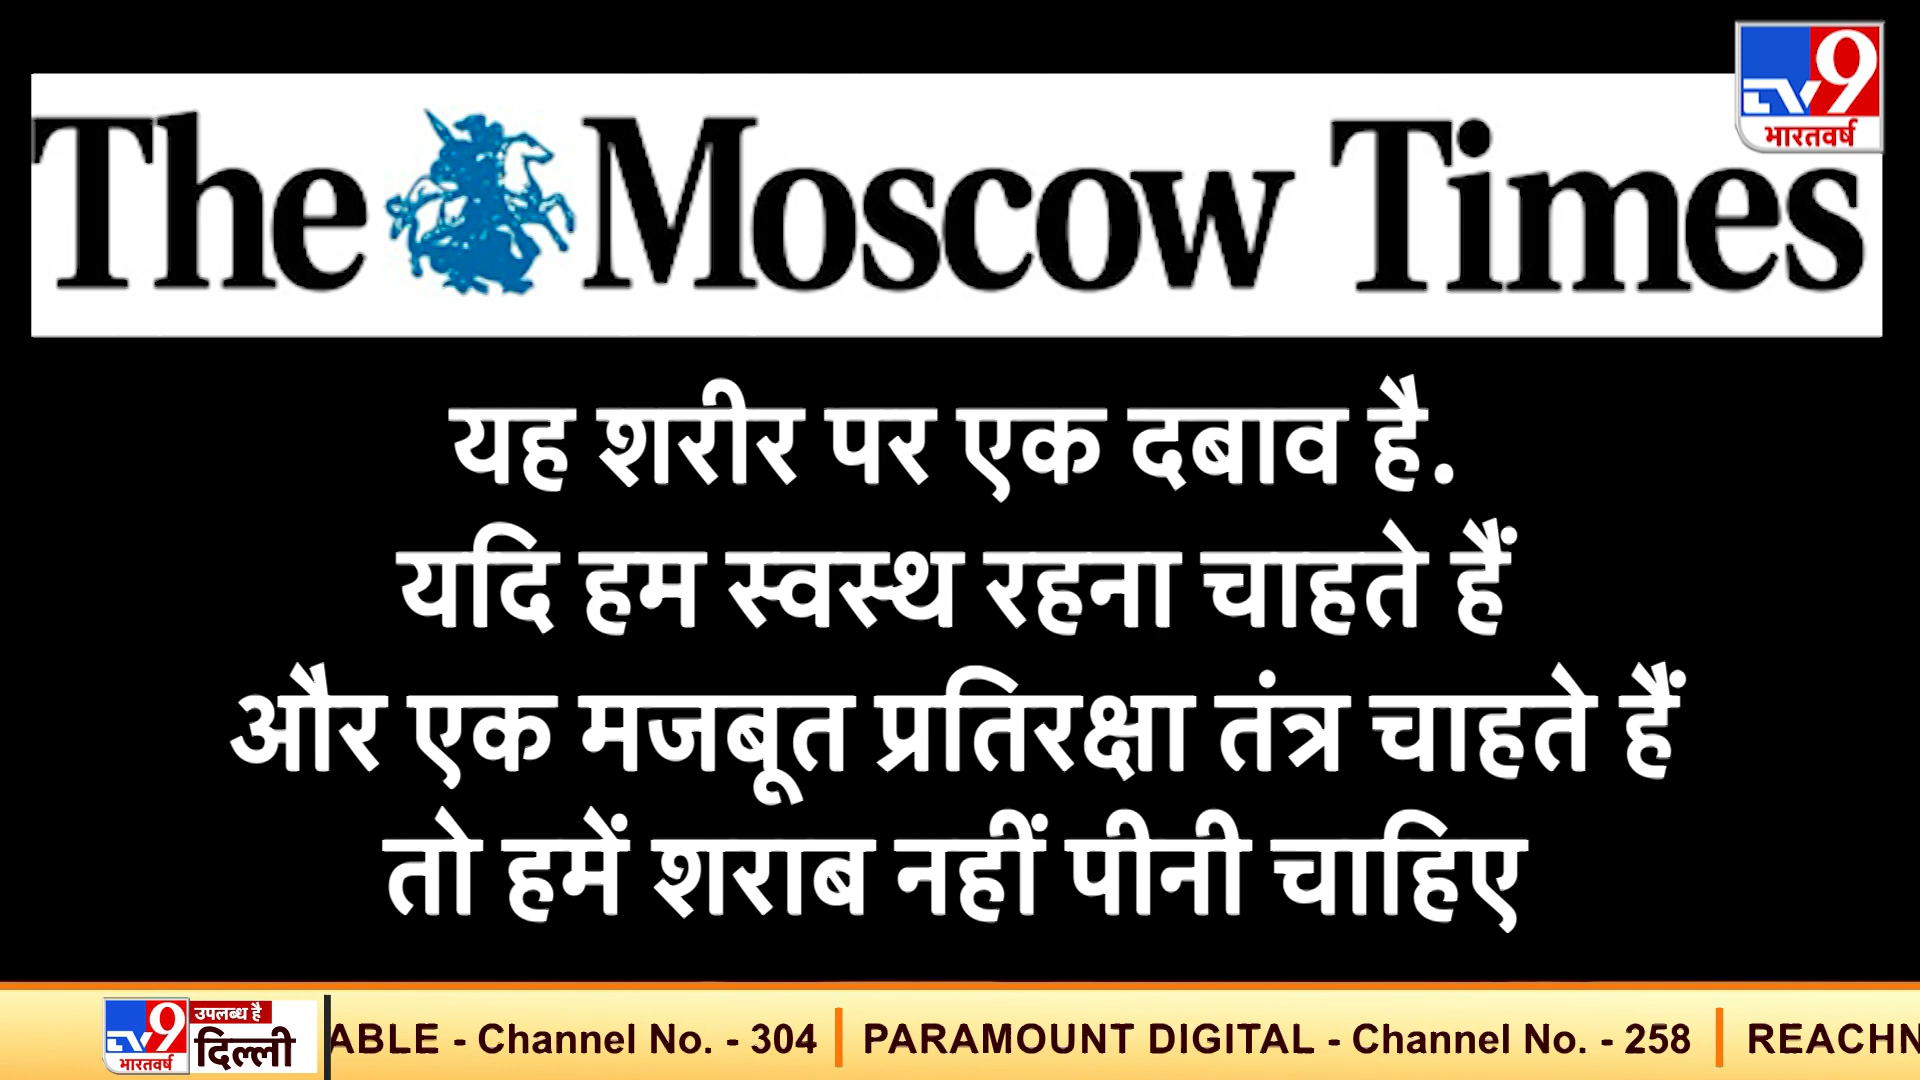 TV9
भारतवर्ष
The Moscow Times
यह शरीर पर एक दबाव है.
यदि हम स्वस्थ रहना चाहते हैं
और एक मजबूत प्रतिरक्षा तंत्र चाहते हैं
तो हमें शराब नहीं पीनी चाहिए
TV9 भारतवर्ष
उपलब्ध है
दिल्ली
ABLE - Channel No. - 304 | PARAMOUNT DIGITAL - Channel No. - 258 | REACHN